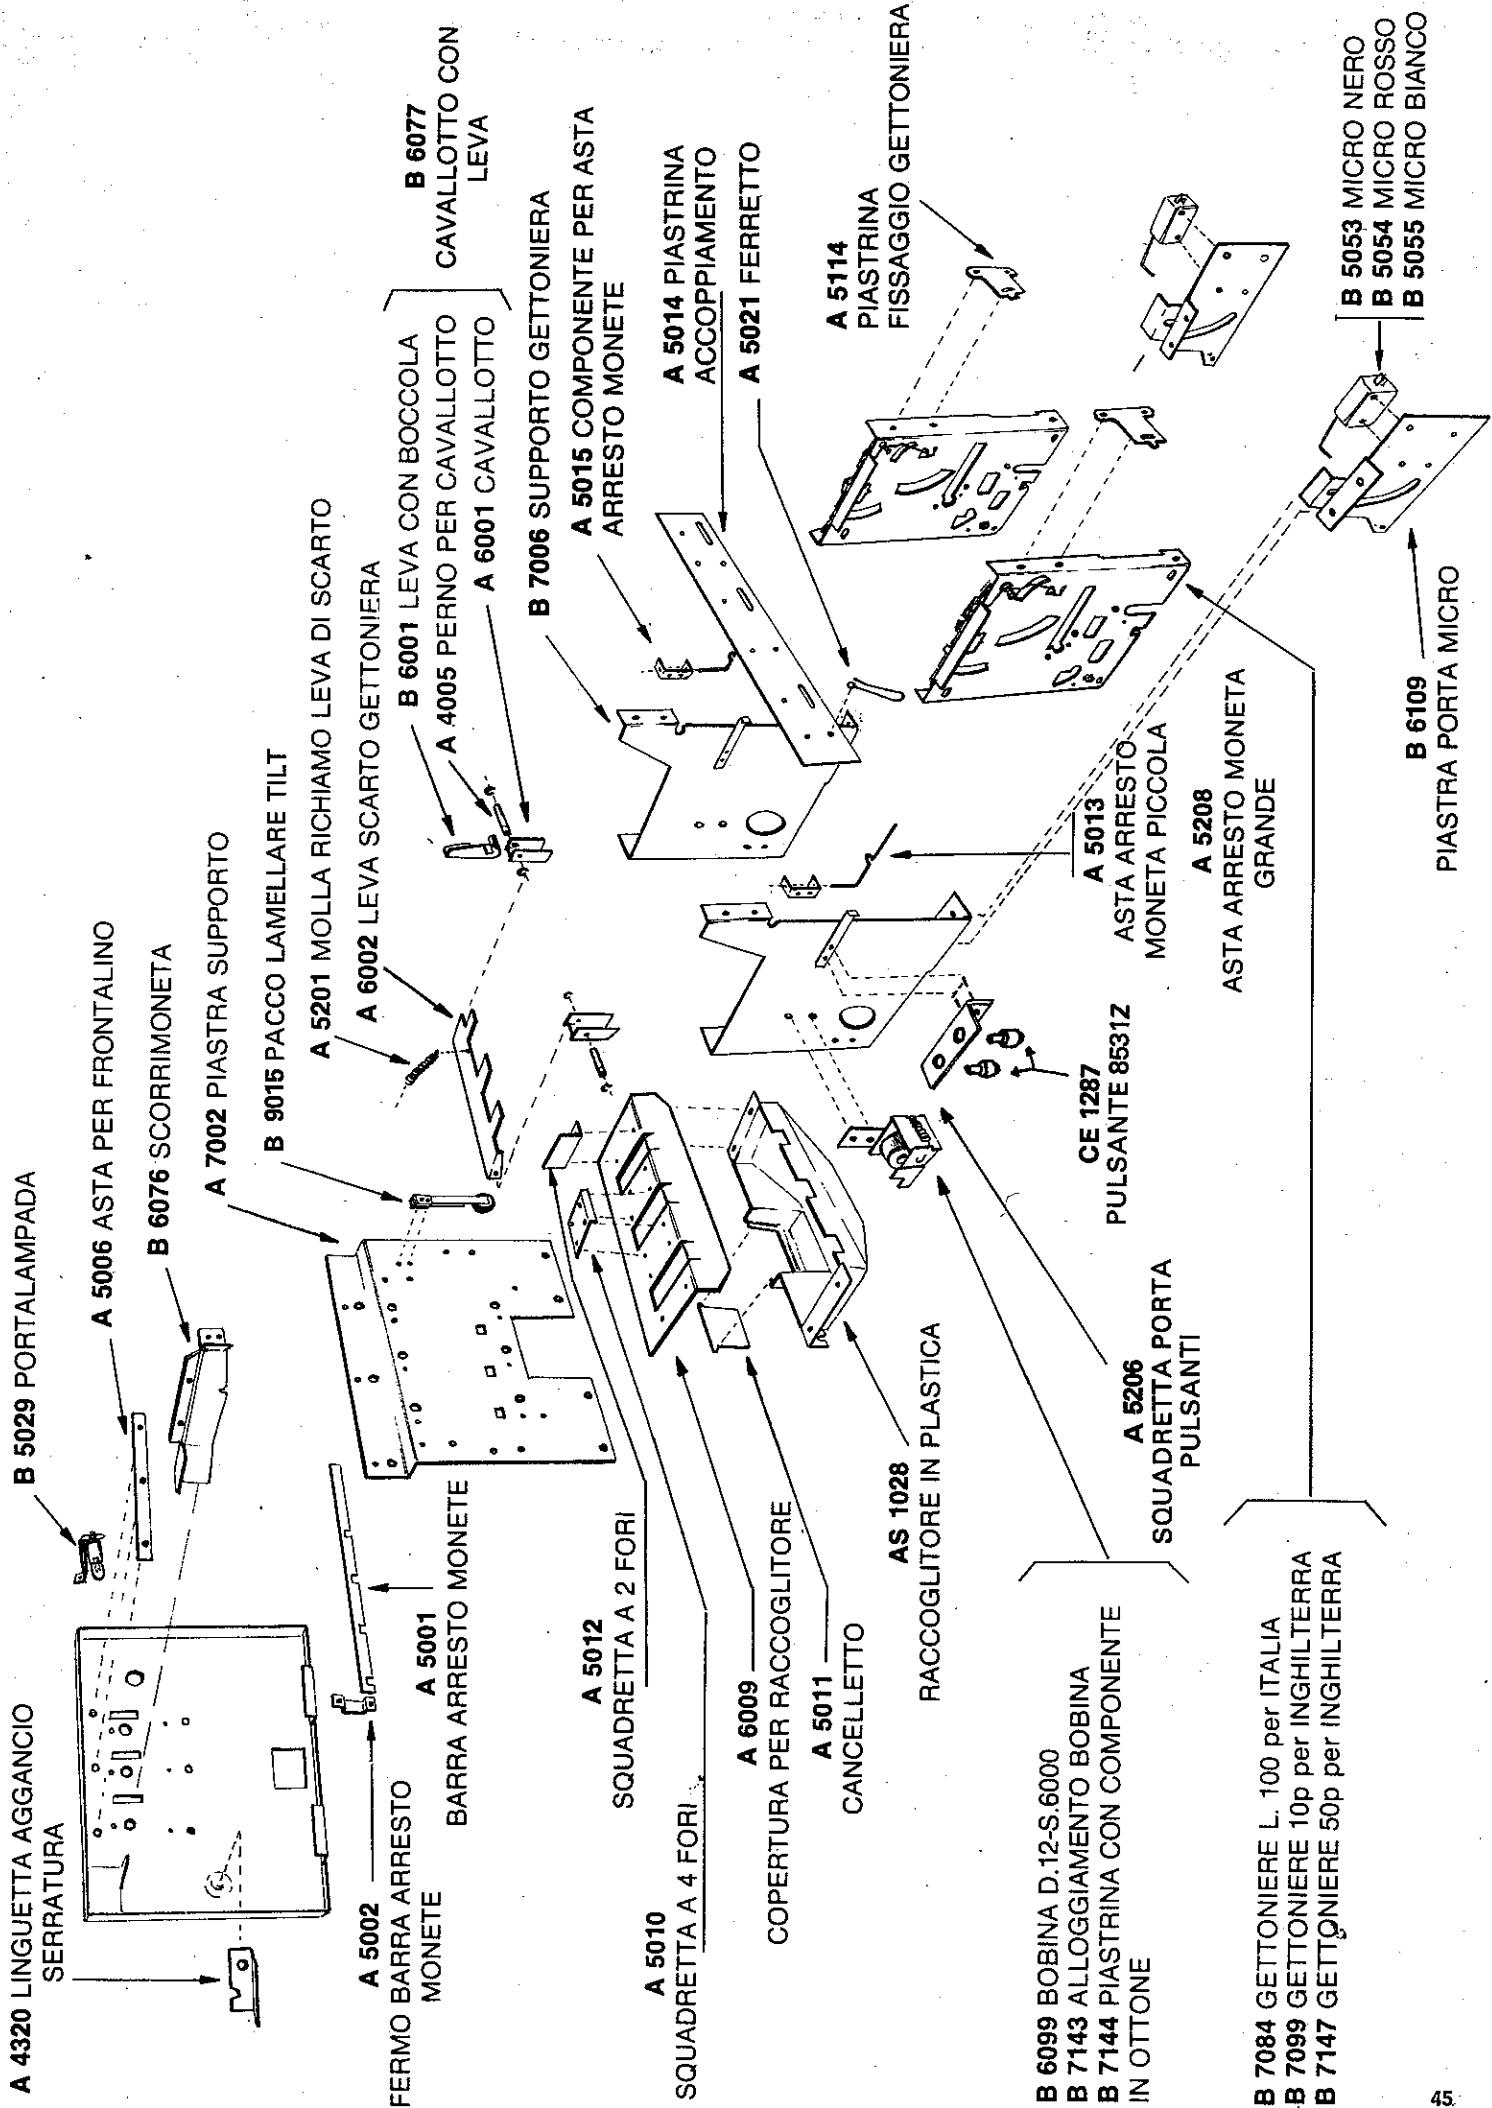 A 4320 LINGUETTA AGGANCIO
SERRATURA
B 5029 PORTALAMPADA
A 5006 ASTA PER FRONTALINO
B 6076 SCORRIMONETA
A 7002 PIASTRA SUPPORTO
B 9015 PACCO LAMELLARE TILT
A 5201 MOLLA RICHIAMO LEVA DI SCARTO
A 6002 LEVA SCARTO GETTONIERA
B 6001 LEVA CON BOCCOLA
A 4005 PERNO PER CAVALLOTTO
A 6001 CAVALLOTTO
B 6077
CAVALLOTTO CON
LEVA
B 7006 SUPPORTO GETTONIERA
A 5015 COMPONENTE PER ASTA
ARRESTO MONETE
A 5014 PIASTRINA
ACCOPPIAMENTO
A 5021 FERRETTO
A 5114
PIASTRINA
FISSAGGIO GETTONIERA
B 5053 MICRO NERO
B 5054 MICRO ROSSO
B 5055 MICRO BIANCO
B 6109
PIASTRA PORTA MICRO
A 5013
ASTA ARRESTO
MONETA PICCOLA
A 5208
ASTA ARRESTO MONETA
GRANDE
CE 1287
PULSANTE 8531Z
A 5206
SQUADRETTA PORTA
PULSANTI
A 5002
FERMO BARRA ARRESTO
MONETE
A 5001
BARRA ARRESTO MONETE
A 5012
SQUADRETTA A 2 FORI
A 5010
SQUADRETTA A 4 FORI
A 6009
COPERTURA PER RACCOGLITORE
A 5011
CANCELLETTO
AS 1028
RACCOGLITORE IN PLASTICA
B 6099 BOBINA D.12-S.6000
B 7143 ALLOGGIAMENTO BOBINA
B 7144 PIASTRINA CON COMPONENTE
IN OTTONE
B 7084 GETTONIERE L. 100 per ITALIA
B 7099 GETTONIERE 10p per INGHILTERRA
B 7147 GETTONIERE 50p per INGHILTERRA
45